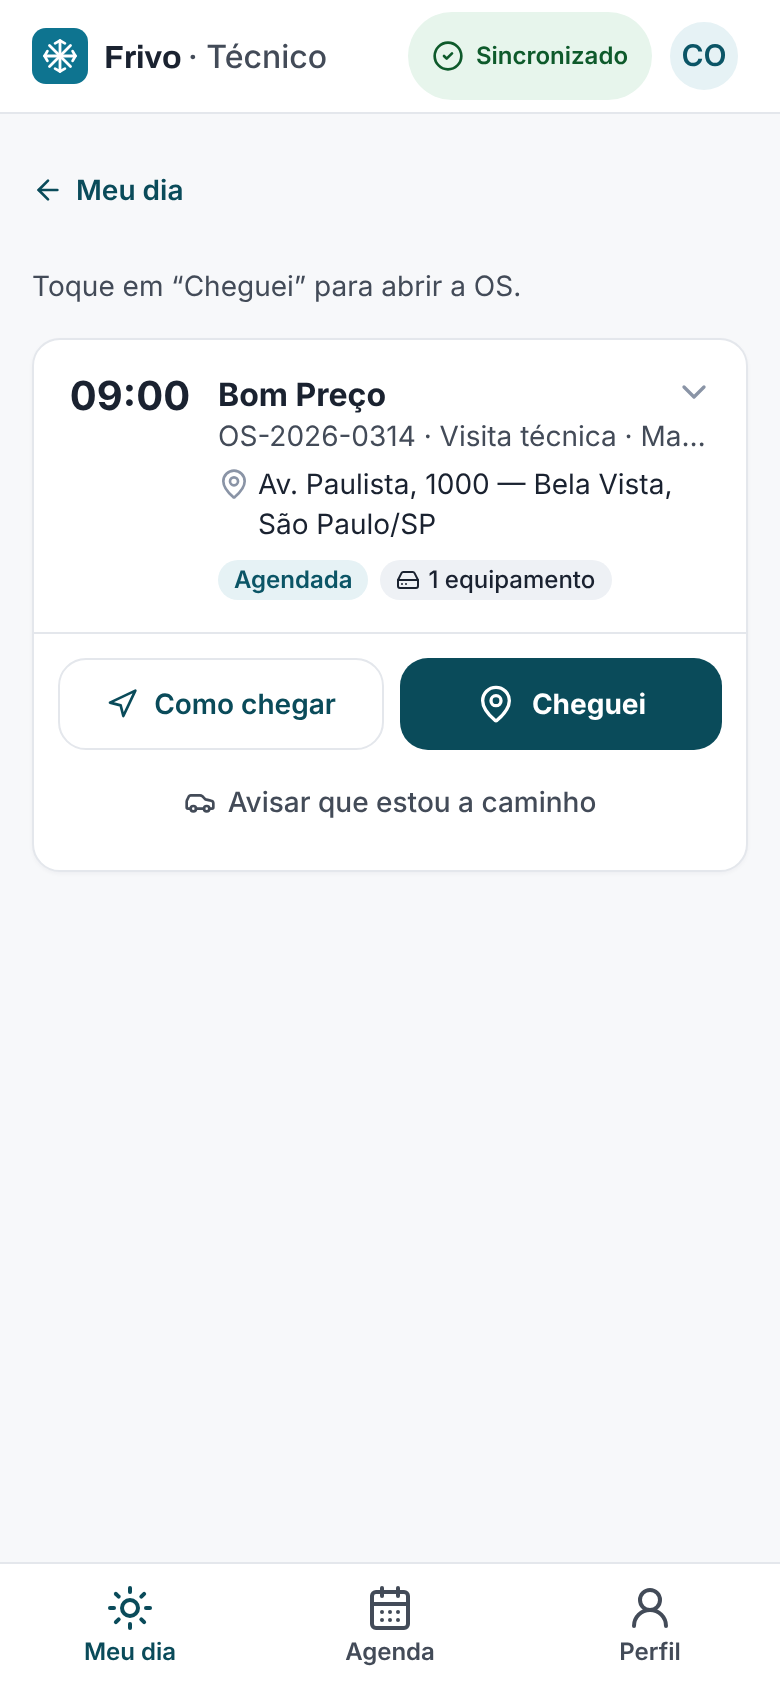 Frivo · Técnico
Sincronizado
CO
Meu dia
Toque em “Cheguei” para abrir a OS.
09:00
Bom Preço
OS-2026-0314 · Visita técnica · Ma...
Av. Paulista, 1000 — Bela Vista,
São Paulo/SP
Agendada
1 equipamento
Como chegar
Cheguei
Avisar que estou a caminho
Meu dia
Agenda
Perfil